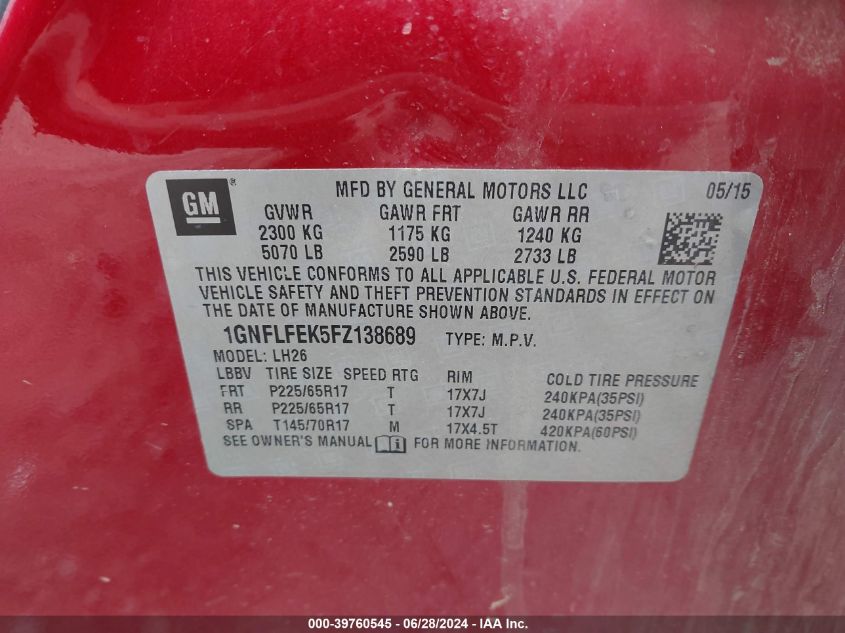 GM
MFD BY GENERAL MOTORS LLC 05/15
GVWR GAWR FRT GAWR RR
2300 KG 1175 KG 1240 KG
5070 LB 2590 LB 2733 LB
THIS VEHICLE CONFORMS TO ALL APPLICABLE U.S. FEDERAL MOTOR
VEHICLE SAFETY AND THEFT PREVENTION STANDARDS IN EFFECT ON
THE DATE OF MANUFACTURE SHOWN ABOVE.
1GNFLFEK5FZ138689 TYPE: M.P.V.
MODEL: LH26
LBBV TIRE SIZE SPEED RTG RIM COLD TIRE PRESSURE
FRT P225/65R17 T 17X7J 240KPA(35PSI)
RR P225/65R17 T 17X7J 240KPA(35PSI)
SPA T145/70R17 M 17X4.5T 420KPA(60PSI)
SEE OWNER'S MANUAL i FOR MORE INFORMATION.
000-39760545 - 06/28/2024 - IAA Inc.